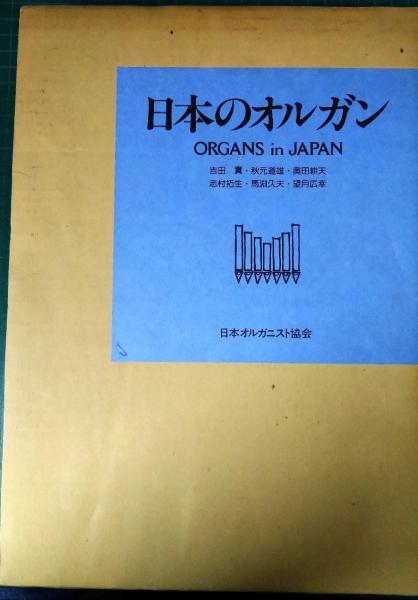 日本のオルガン
ORGANS in JAPAN
吉田 實・秋元道雄・奥田耕天
志村拓生・馬淵久夫・望月広幸
日本オルガニスト協会